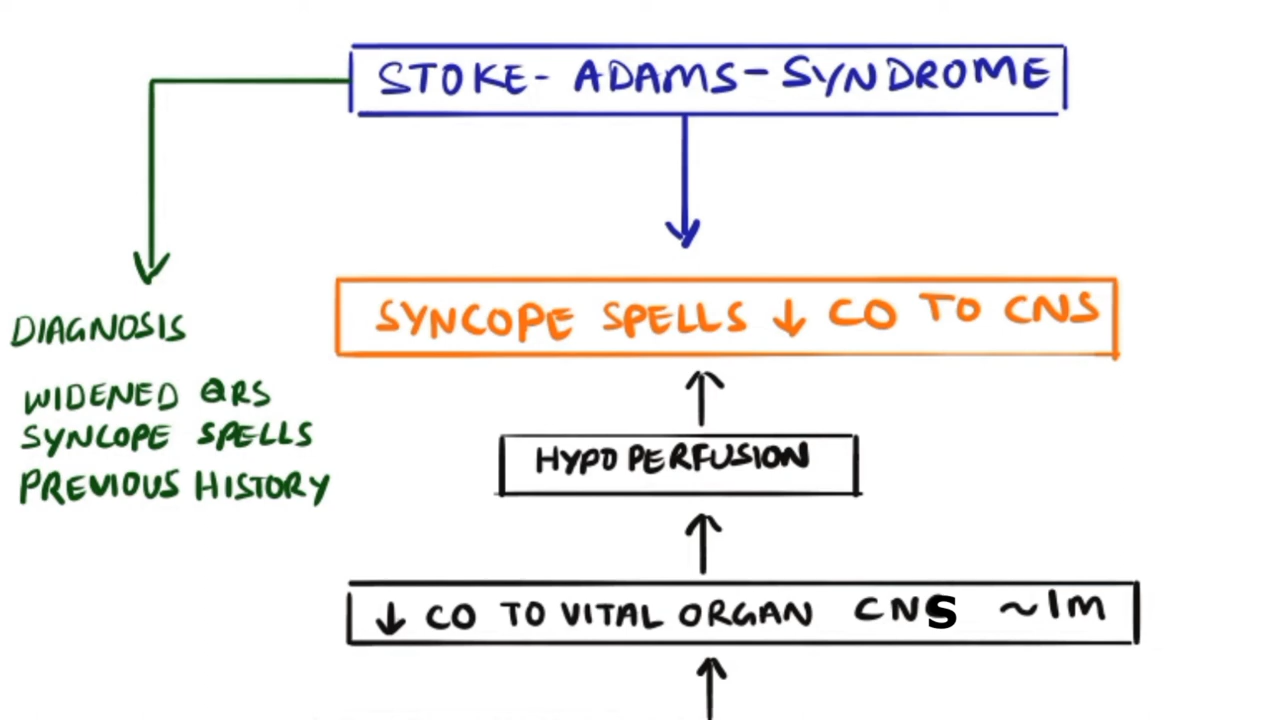 STOKE- ADAMS-SYNDROME
SYNCOPE SPELLS ↓ CO TO CNS
DIAGNOSIS
WIDENED QRS
SYNCOPE SPELLS
PREVIOUS HISTORY
HYPOPERFUSION
↓ CO TO VITAL ORGAN CNS ~1M